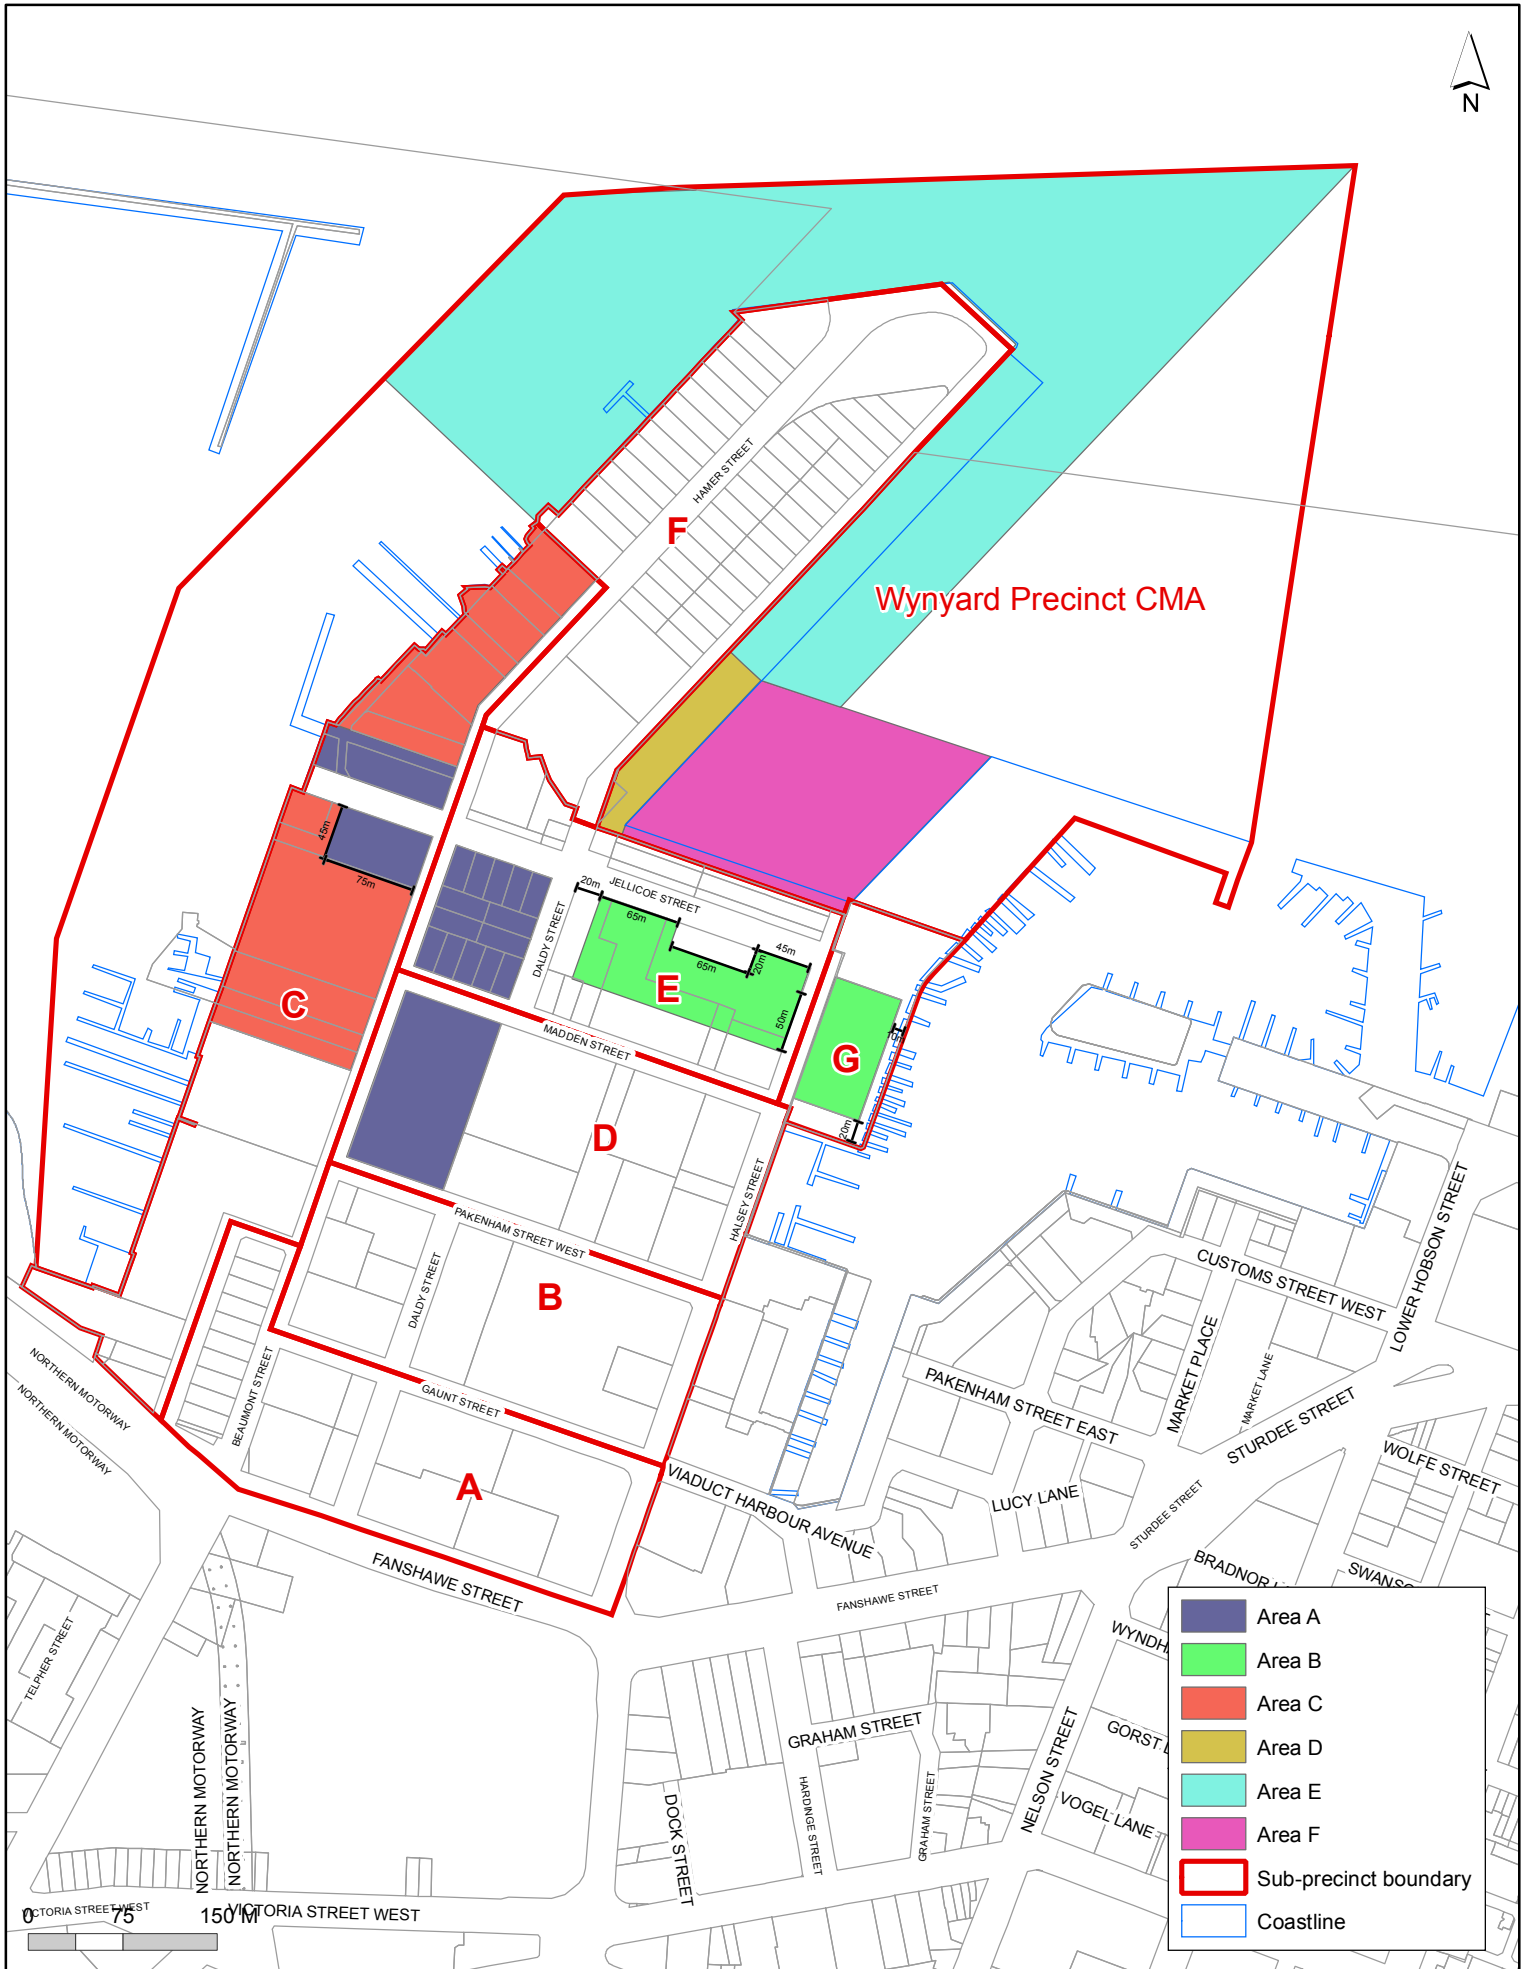 N
HAMER STREET
F
Wynyard Precinct CMA
45m
75m
20m
JELLICOE STREET
65m
45m
20m
65m
DALDY STREET
E
C
50m
MADDEN STREET
G
20m
D
HALSEY STREET
PAKENHAM STREET WEST
DALDY STREET
B
CUSTOMS STREET WEST
LOWER HOBSON STREET
NORTHERN MOTORWAY
NORTHERN MOTORWAY
BEAUMONT STREET
GAUNT STREET
MARKET PLACE
MARKET LANE
PAKENHAM STREET EAST
STURDEE STREET
WOLFE STREET
A
VIADUCT HARBOUR AVENUE
LUCY LANE
STURDEE STREET
FANSHAWE STREET
FANSHAWE STREET
BRADNOR
SWANS
WYNDH
TELPHER STREET
NORTHERN MOTORWAY
NORTHERN MOTORWAY
GRAHAM STREET
GORST
NELSON STREET
HARDINGE STREET
GRAHAM STREET
DOCK STREET
VOGEL LANE
VICTORIA STREET WEST
VICTORIA STREET WEST
0 75 150 M
Area A
Area B
Area C
Area D
Area E
Area F
Sub-precinct boundary
Coastline